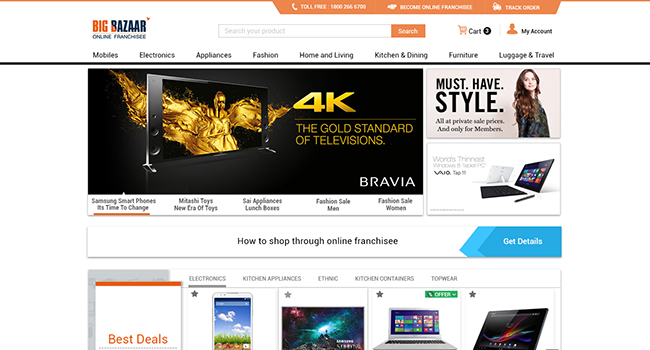 TOLL FREE : 1800 266 6700 BECOME ONLINE FRANCHISEE TRACK ORDER
BIG BAZAAR
ONLINE FRANCHISEE
Search your product Search Cart 2 My Account
Mobiles Electronics Appliances Fashion Home and Living Kitchen & Dining Furniture Luggage & Travel
4K
THE GOLD STANDARD
OF TELEVISIONS.
BRAVIA
MUST. HAVE.
STYLE.
All at private sale prices.
And only for Members.
World's Thinnest
Windows 8 Tablet PC
VAIO Tap 11
Samsung Smart Phones
Its Time To Change
Mitashi Toys
New Era Of Toys
Sai Appliances
Lunch Boxes
Fashion Sale
Men
Fashion Sale
Women
How to shop through online franchisee Get Details
ELECTRONICS KITCHEN APPLIANCES ETHNIC KITCHEN CONTAINERS TOPWEAR
OFFER
Best Deals
SAMSUNG